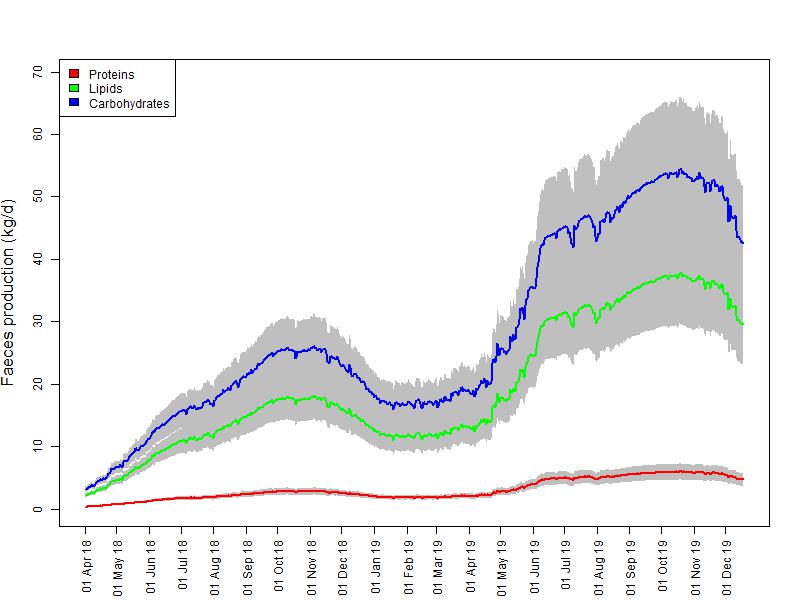 Proteins
Lipids
Carbohydrates
Faeces production (kg/d)
70
60
50
40
30
20
10
0
01 Apr 18
01 May 18
01 Jun 18
01 Jul 18
01 Aug 18
01 Sep 18
01 Oct 18
01 Nov 18
01 Dec 18
01 Jan 19
01 Feb 19
01 Mar 19
01 Apr 19
01 May 19
01 Jun 19
01 Jul 19
01 Aug 19
01 Sep 19
01 Oct 19
01 Nov 19
01 Dec 19